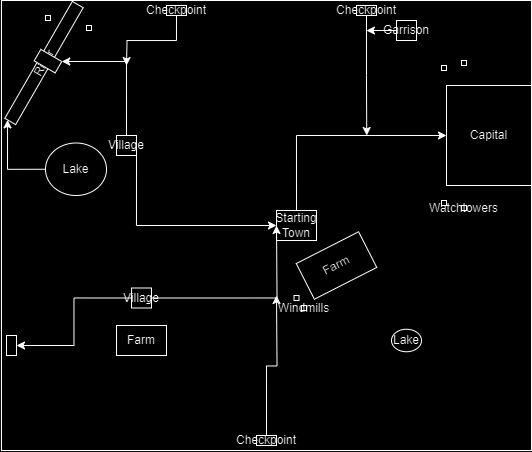 Checkpoint
Checkpoint
Garrison
Capital
Village
Lake
Watchtowers
Starting
Town
Farm
Village
Windmills
Farm
Lake
Checkpoint